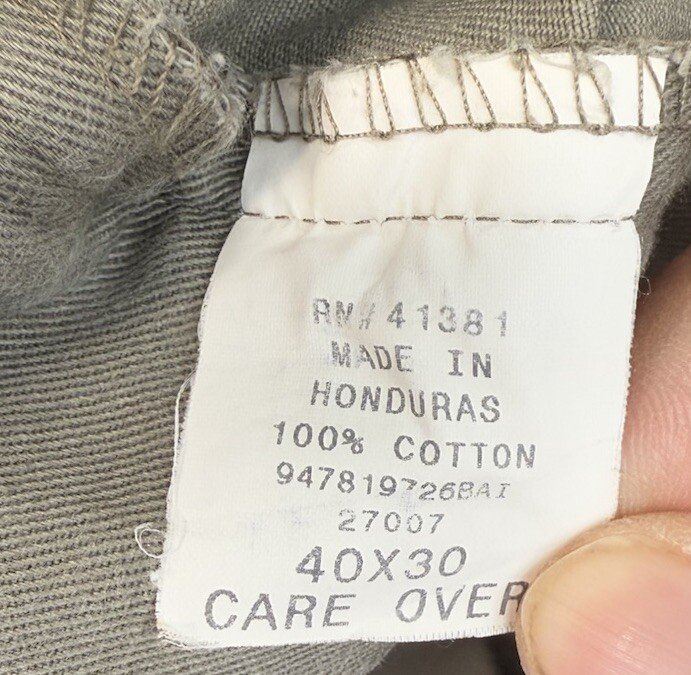 RN# 41381
MADE IN
HONDURAS
100% COTTON
947819726BAI
27007
40X30
CARE OVER